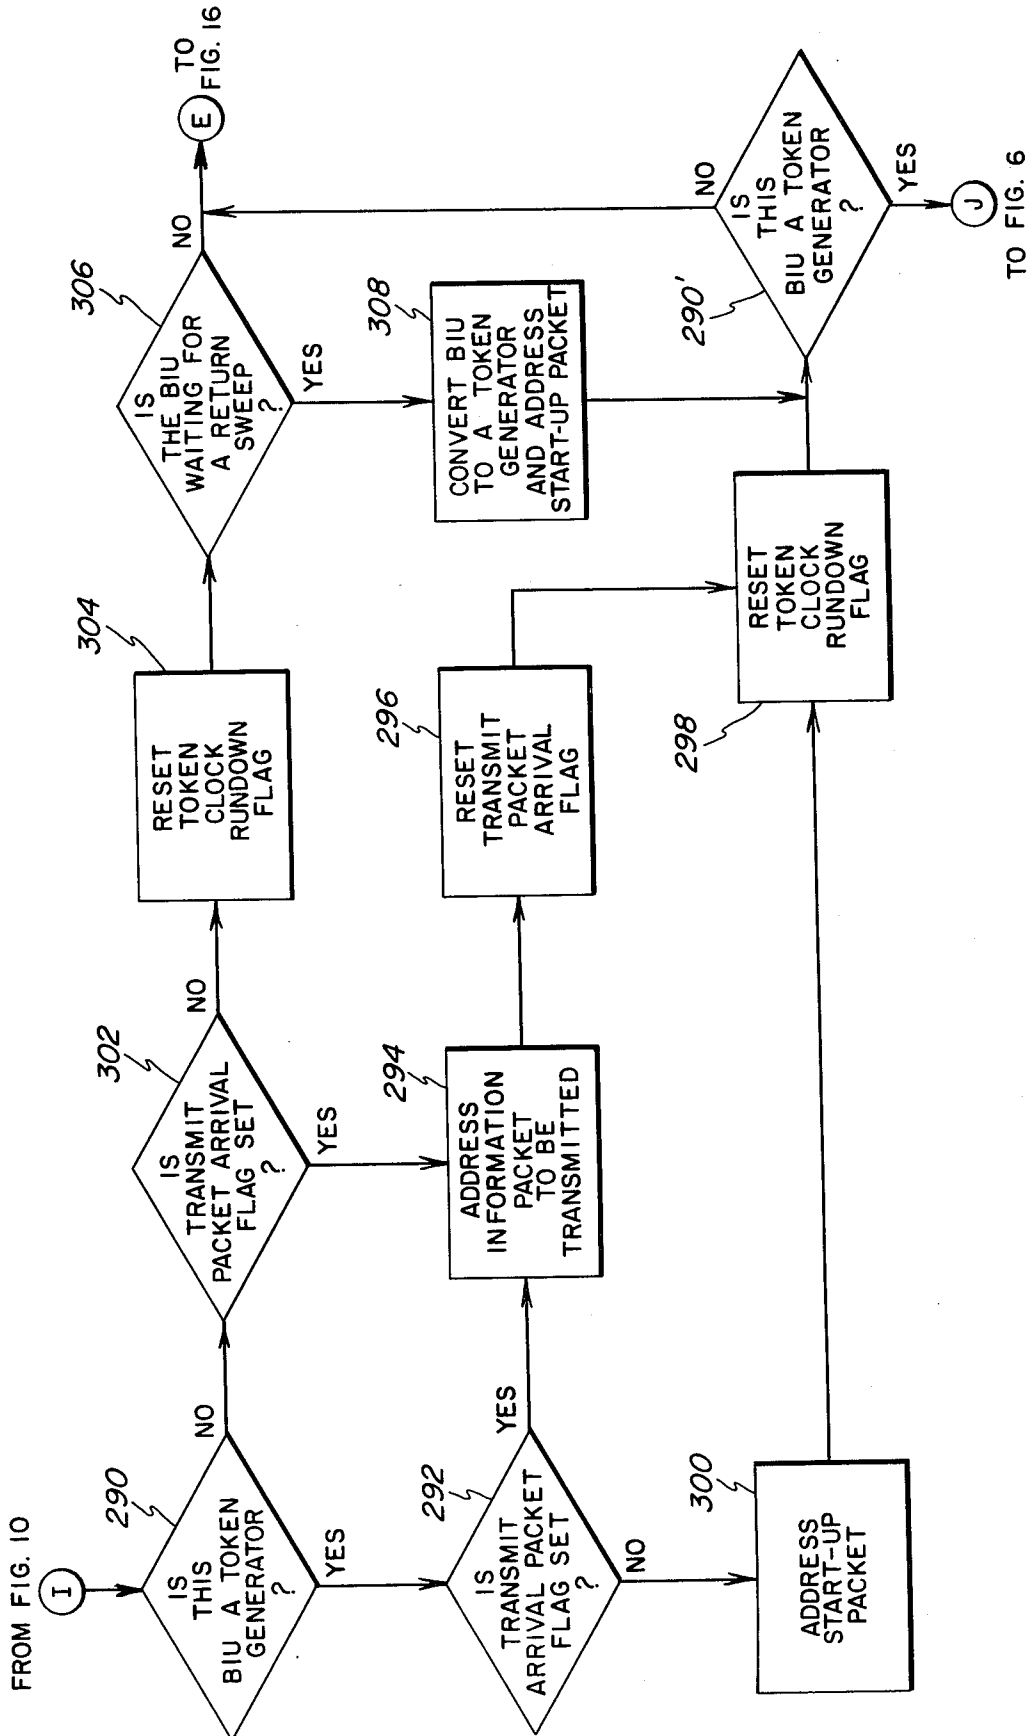 FROM FIG. 10
I
290
IS
THIS
BIU A TOKEN
GENERATOR
?
NO
YES
302
IS
TRANSMIT
PACKET ARRIVAL
FLAG SET
?
NO
YES
304
RESET
TOKEN
CLOCK
RUNDOWN
FLAG
306
IS
THE BIU
WAITING FOR
A RETURN
SWEEP
?
NO
YES
E
TO
FIG. 16
292
IS
TRANSMIT
ARRIVAL PACKET
FLAG SET
?
YES
NO
294
ADDRESS
INFORMATION
PACKET
TO BE
TRANSMITTED
296
RESET
TRANSMIT
PACKET
ARRIVAL
FLAG
308
CONVERT BIU
TO A TOKEN
GENERATOR
AND ADDRESS
START-UP PACKET
300
ADDRESS
START-UP
PACKET
298
RESET
TOKEN
CLOCK
RUNDOWN
FLAG
290'
IS
THIS
BIU A TOKEN
GENERATOR
?
NO
YES
J
TO FIG. 6